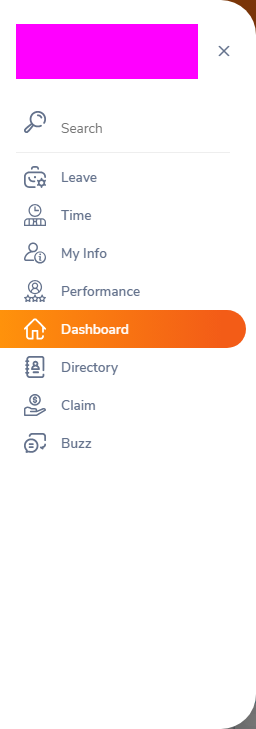 Search
Leave
Time
My Info
Performance
Dashboard
Directory
Claim
Buzz